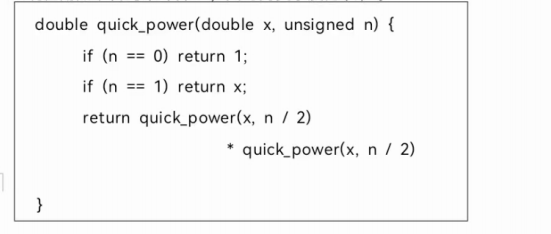 double quick_power(double x, unsigned n) {
if (n == 0) return 1;
if (n == 1) return x;
return quick_power(x, n / 2)
* quick_power(x, n / 2)
}